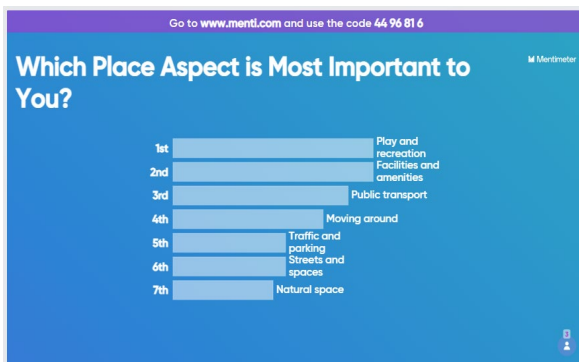 Go to www.menti.com and use the code 44 96 81 6
Which Place Aspect is Most Important to
You?
Mentimeter
1st
Play and
recreation
2nd
Facilities and
amenities
3rd
Public transport
4th
Moving around
5th
Traffic and
parking
6th
Streets and
spaces
7th
Natural space
3